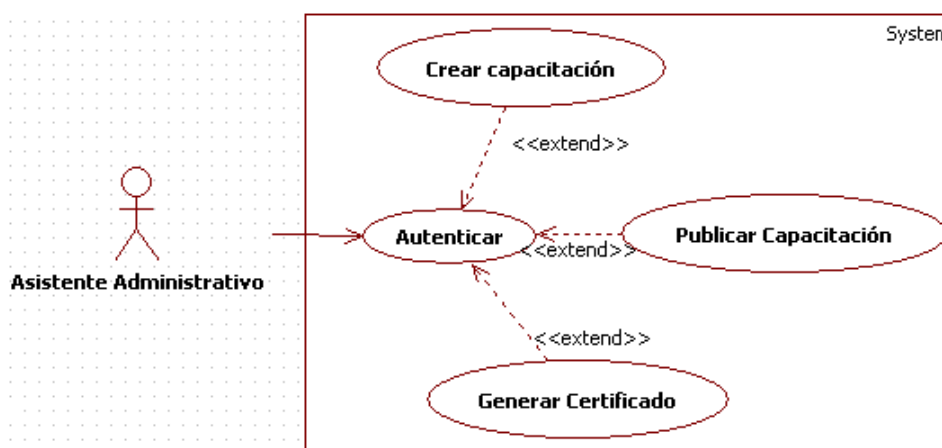 System
Crear capacitación
<<extend>>
Autenticar
Publicar Capacitación
<<extend>>
Asistente Administrativo
<<extend>>
Generar Certificado